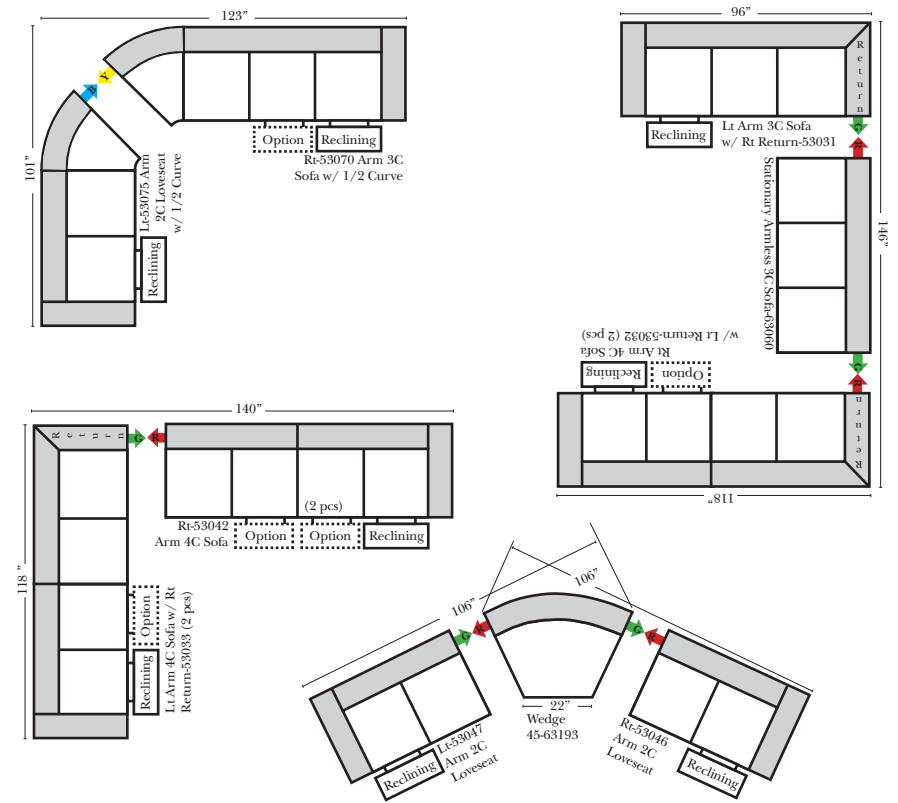 123”
101”
B
Y
Option
Reclining
Rt-53070 Arm 3C
Sofa w/ 1/2 Curve
Lt-53075 Arm
2C Loveseat
w/ 1/2 Curve
Reclining
96”
Return
G
R
Reclining
Lt Arm 3C Sofa
w/ Rt Return-53031
Stationary Armless 3C Sofa-63060
146”
G
R
Rt Arm 4C Sofa
w/ Lt Return-53032 (2 pcs)
Reclining
Option
Return
118”
140”
Return
G
R
(2 pcs)
Rt-53042
Arm 4C Sofa
Option
Option
Reclining
118 ”
Option
Reclining
Lt Arm 4C Sofa w/ Rt
Return-53033 (2 pcs)
106”
106”
G
R
G
R
22”
Wedge
45-63193
Lt-53047
Arm 2C
Loveseat
Reclining
Rt-53046
Arm 2C
Loveseat
Reclining